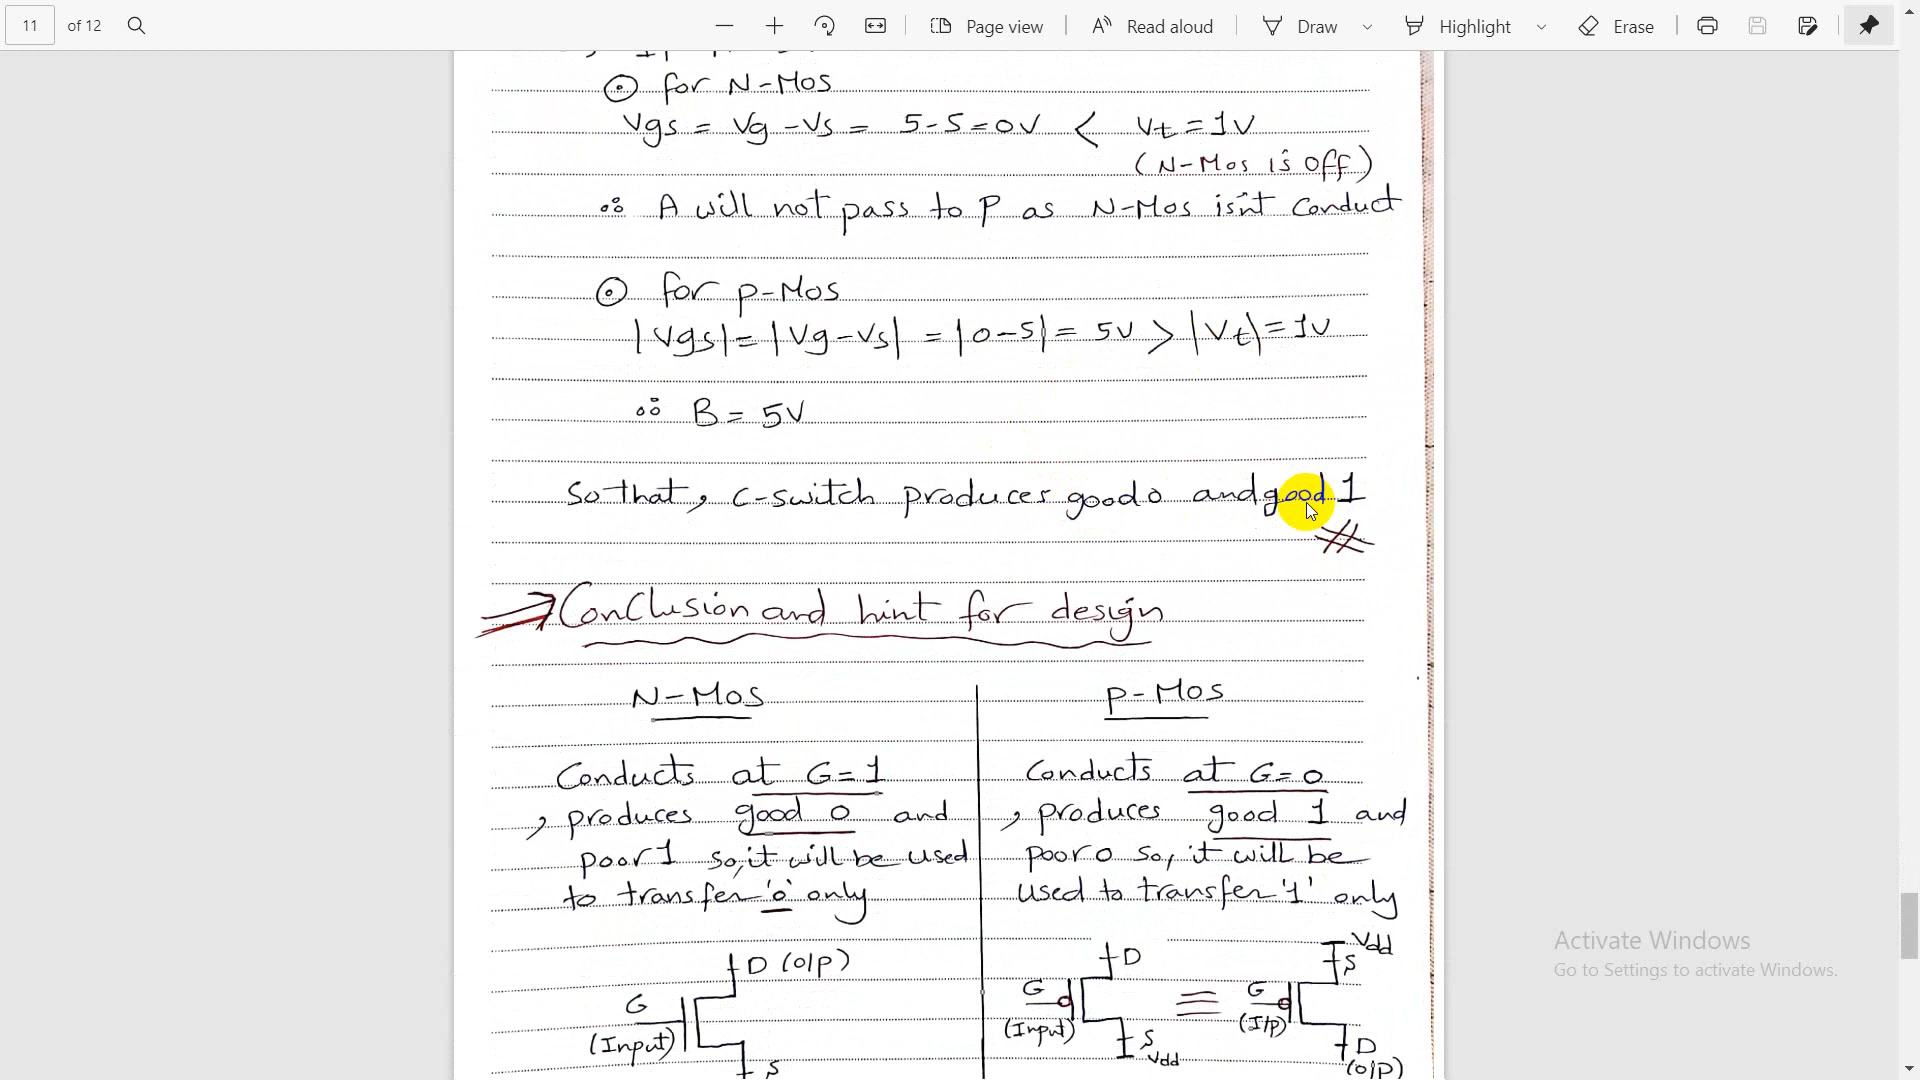 11 of 12 Page view Read aloud Draw Highlight Erase
⊙ for N-Mos
Vgs = Vg - Vs = 5-5=0V < Vt = 1V
(N-Mos is off)
∴ A will not pass to P as N-Mos isn't Conduct
⊙ for p-Mos
|Vgs| = |Vg-Vs| = |0-5| = 5V > |Vt| = 1V
∴ B = 5V
So that, C-switch produces good 0 and good 1
⇒ Conclusion and hint for design
N-Mos
Conducts at G=1
, produces good 0 and
poor 1 so, it will be used
to transfer '0' only
D (O/P)
G
(Input)
S
P-Mos
Conducts at G=0
, produces good 1 and
poor 0 so, it will be
used to transfer '1' only
D
G
(Input)
S
Vdd
≡
Vdd
S
G
(I/p)
D
(O/P)
Activate Windows
Go to Settings to activate Windows.